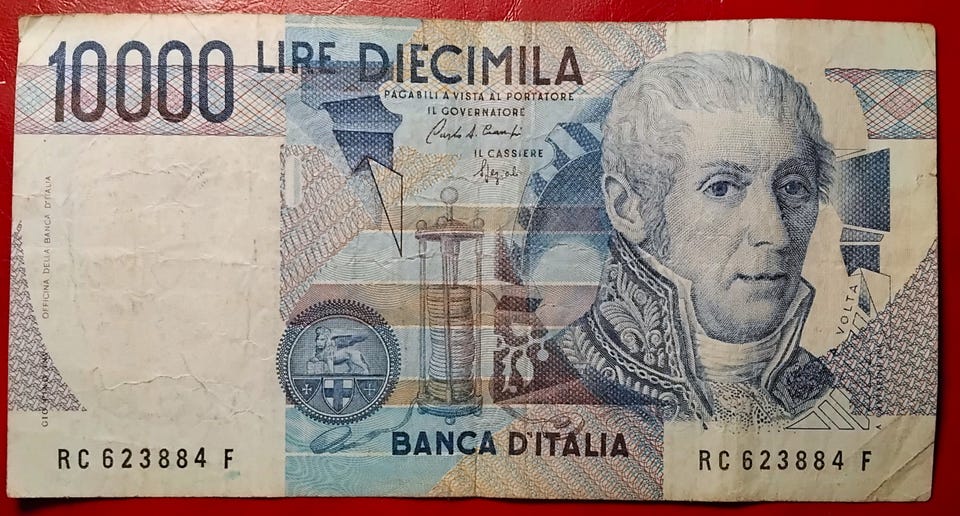 10000 LIRE DIECIMILA
PAGABILI A VISTA AL PORTATORE
IL GOVERNATORE
IL CASSIERE
OFFICINA DELLA BANCA D'ITALIA
A. VOLTA
BANCA D'ITALIA
RC 623884 F
RC 623884 F